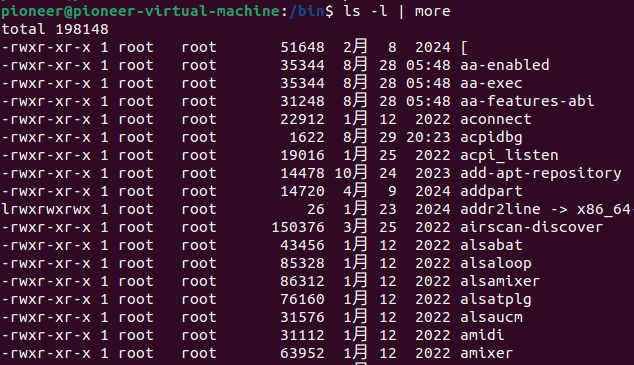 pioneer@pioneer-virtual-machine:/bin$ ls -l | more
total 198148
-rwxr-xr-x 1 root   root       51648  2月  8  2024 [
-rwxr-xr-x 1 root   root       35344  8月 28 05:48 aa-enabled
-rwxr-xr-x 1 root   root       35344  8月 28 05:48 aa-exec
-rwxr-xr-x 1 root   root       31248  8月 28 05:48 aa-features-abi
-rwxr-xr-x 1 root   root       22912  1月 12  2022 aconnect
-rwxr-xr-x 1 root   root        1622  8月 29 20:23 acpidbg
-rwxr-xr-x 1 root   root       19016  1月 25  2022 acpi_listen
-rwxr-xr-x 1 root   root       14478 10月 24  2023 add-apt-repository
-rwxr-xr-x 1 root   root       14720  4月  9  2024 addpart
lrwxrwxrwx 1 root   root          26  1月 23  2024 addr2line -> x86_64-
-rwxr-xr-x 1 root   root      150376  3月 25  2022 airscan-discover
-rwxr-xr-x 1 root   root       43456  1月 12  2022 alsabat
-rwxr-xr-x 1 root   root       85328  1月 12  2022 alsaloop
-rwxr-xr-x 1 root   root       86312  1月 12  2022 alsamixer
-rwxr-xr-x 1 root   root       76160  1月 12  2022 alsatplg
-rwxr-xr-x 1 root   root       31576  1月 12  2022 alsaucm
-rwxr-xr-x 1 root   root       31112  1月 12  2022 amidi
-rwxr-xr-x 1 root   root       63952  1月 12  2022 amixer